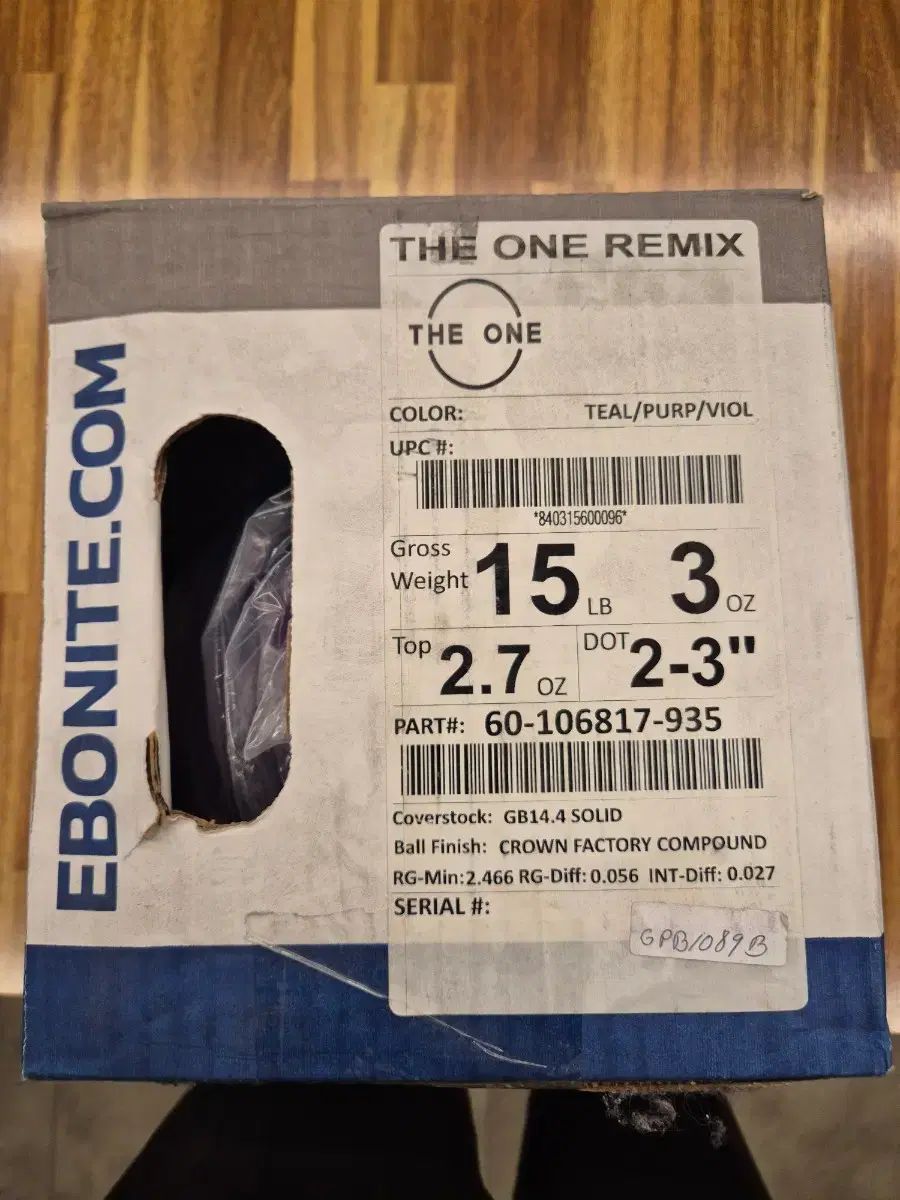 EBONITE.COM
THE ONE REMIX
THE ONE
COLOR: TEAL/PURP/VIOL
UPC #:
*840315600096*
Gross Weight 15 LB 3 OZ
Top 2.7 OZ DOT 2-3"
PART#: 60-106817-935
Coverstock: GB14.4 SOLID
Ball Finish: CROWN FACTORY COMPOUND
RG-Min:2.466 RG-Diff: 0.056 INT-Diff: 0.027
SERIAL #:
GPB1089B